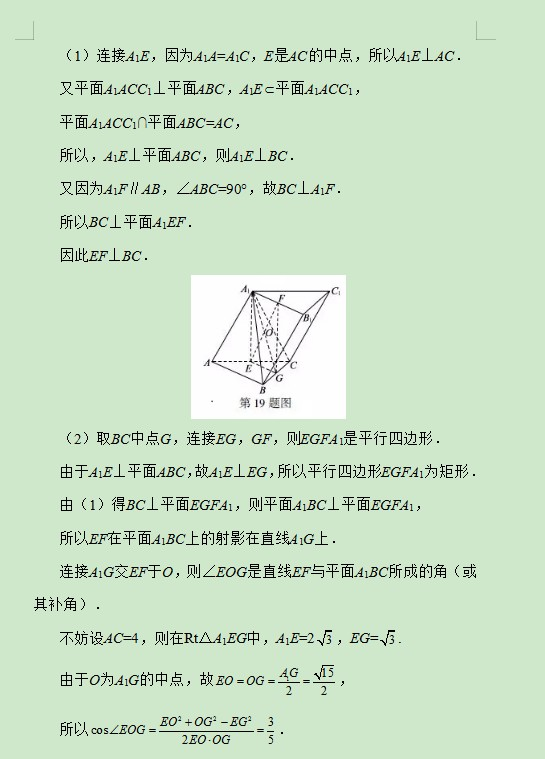 （1）连接A₁E，因为A₁A=A₁C，E是AC的中点，所以A₁E⊥AC．
又平面A₁ACC₁⊥平面ABC，A₁E⊂平面A₁ACC₁，
平面A₁ACC₁∩平面ABC=AC，
所以，A₁E⊥平面ABC，则A₁E⊥BC．
又因为A₁F∥AB，∠ABC=90°，故BC⊥A₁F．
所以BC⊥平面A₁EF．
因此EF⊥BC．
A₁ C₁
F
B₁
O
A E C
G
B
第19题图
（2）取BC中点G，连接EG，GF，则EGFA₁是平行四边形．
由于A₁E⊥平面ABC，故A₁E⊥EG，所以平行四边形EGFA₁为矩形．
由（1）得BC⊥平面EGFA₁，则平面A₁BC⊥平面EGFA₁，
所以EF在平面A₁BC上的射影在直线A₁G上．
连接A₁G交EF于O，则∠EOG是直线EF与平面A₁BC所成的角（或
其补角）．
不妨设AC=4，则在Rt△A₁EG中，A₁E=2√3，EG=√3．
由于O为A₁G的中点，故EO=OG=A₁G/2=√15/2，
所以cos∠EOG=(EO²+OG²−EG²)/(2EO·OG)=3/5．